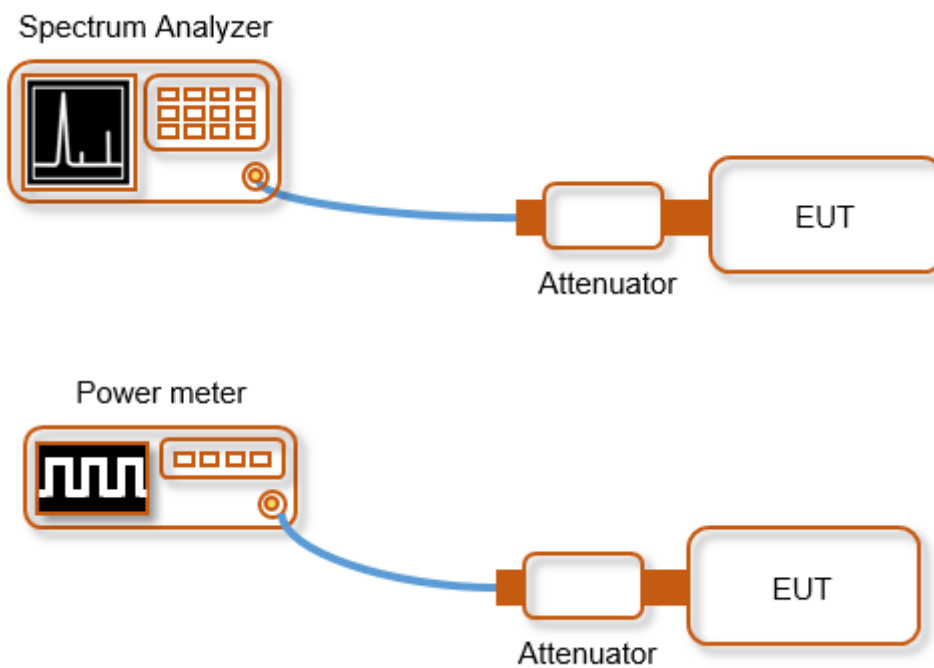 Spectrum Analyzer
EUT
Attenuator
Power meter
EUT
Attenuator